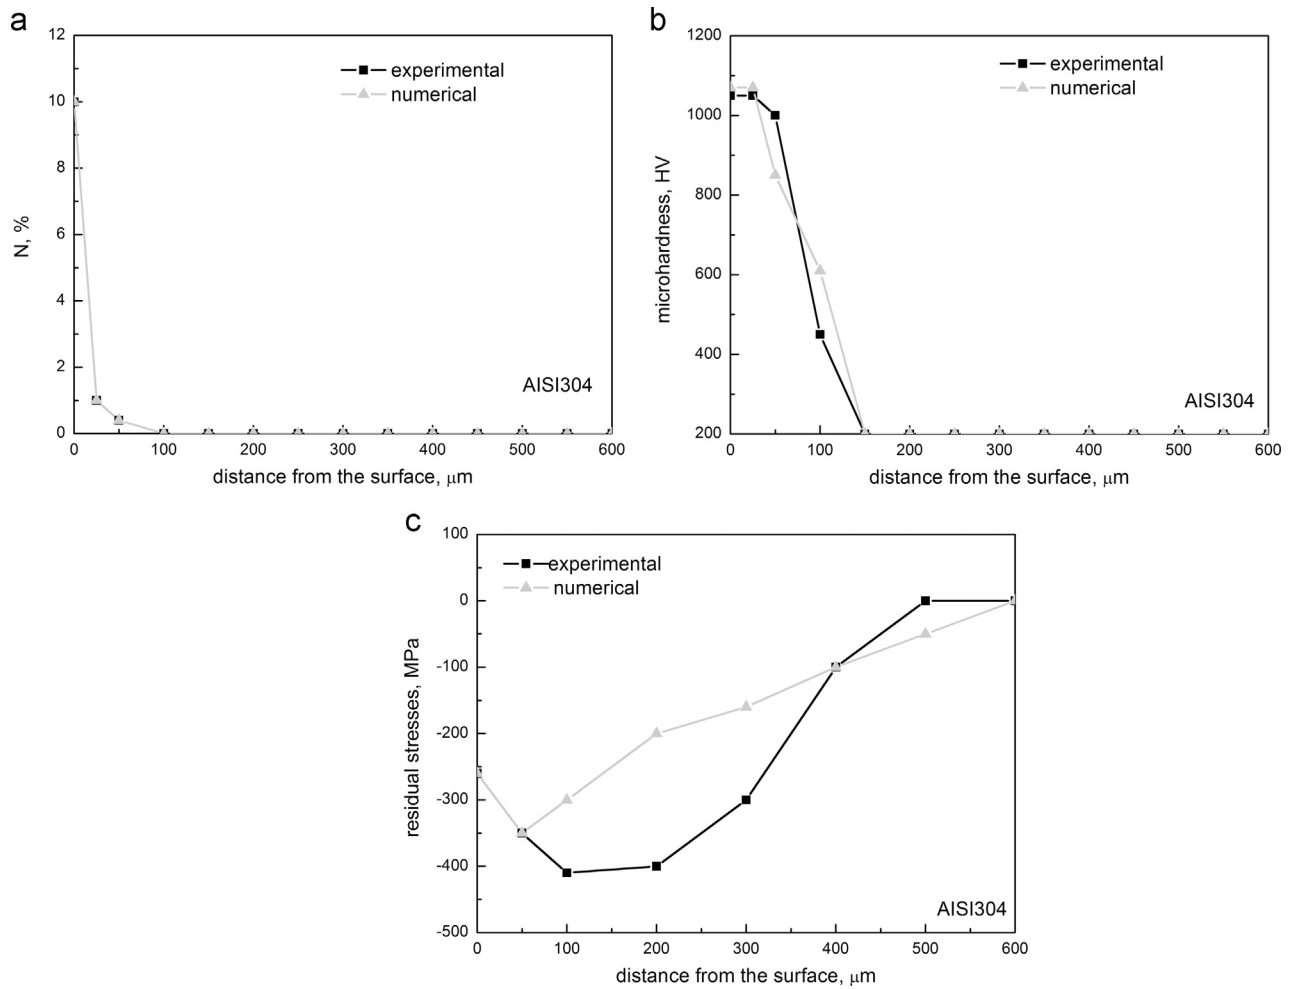 a
12
10
8
6
4
2
0
N, %
experimental
numerical
AISI304
0 100 200 300 400 500 600
distance from the surface, μm
b
1200
1000
800
600
400
200
microhardness, HV
experimental
numerical
AISI304
0 100 200 300 400 500 600
distance from the surface, μm
c
100
0
-100
-200
-300
-400
-500
residual stresses, MPa
experimental
numerical
AISI304
0 100 200 300 400 500 600
distance from the surface, μm